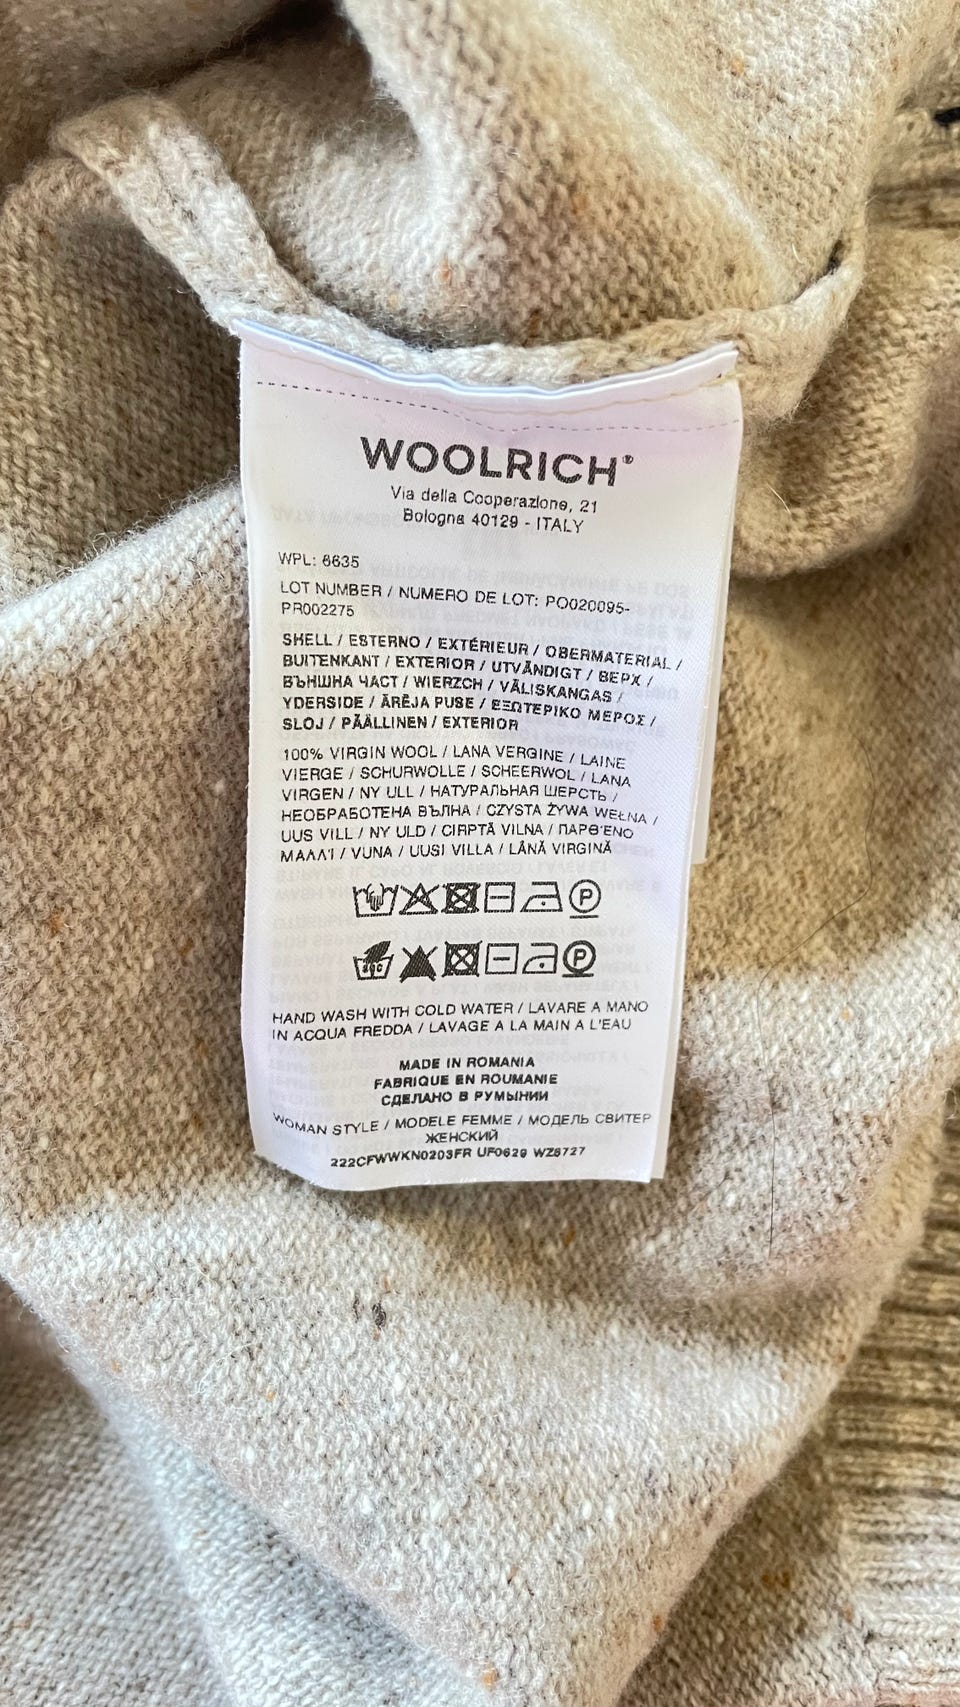 WOOLRICH®
Via della Cooperazione, 21
Bologna 40129 - ITALY
WPL: 6635
LOT NUMBER / NUMERO DE LOT: PO020095-
PR002275
SHELL / ESTERNO / EXTÉRIEUR / OBERMATERIAL /
BUITENKANT / EXTERIOR / UTVÄNDIGT / ВЕРХ /
ВЪНШНА ЧАСТ / WIERZCH / VÄLISKANGAS /
YDERSIDE / ĀRĒJA PUSE / ΕΞΩΤΕΡΙΚΟ ΜΕΡΟΣ /
SLOJ / PÄÄLLINEN / EXTERIOR
100% VIRGIN WOOL / LANA VERGINE / LAINE
VIERGE / SCHURWOLLE / SCHEERWOL / LANA
VIRGEN / NY ULL / НАТУРАЛЬНАЯ ШЕРСТЬ /
НЕОБРАБОТЕНА ВЪЛНА / CZYSTA ŻYWA WEŁNA /
UUS VILL / NY ULD / CIRPTĀ VILNA / ΠΑΡΘΈΝΟ
ΜΑΛΛΊ / VUNA / UUSI VILLA / LÂNĂ VIRGINĂ
P
P
HAND WASH WITH COLD WATER / LAVARE A MANO
IN ACQUA FREDDA / LAVAGE A LA MAIN A L'EAU
MADE IN ROMANIA
FABRIQUE EN ROUMANIE
СДЕЛАНО В РУМЫНИИ
WOMAN STYLE / MODELE FEMME / МОДЕЛЬ СВИТЕР
ЖЕНСКИЙ
222CFWWKN0203FR UF0629 WZ8727